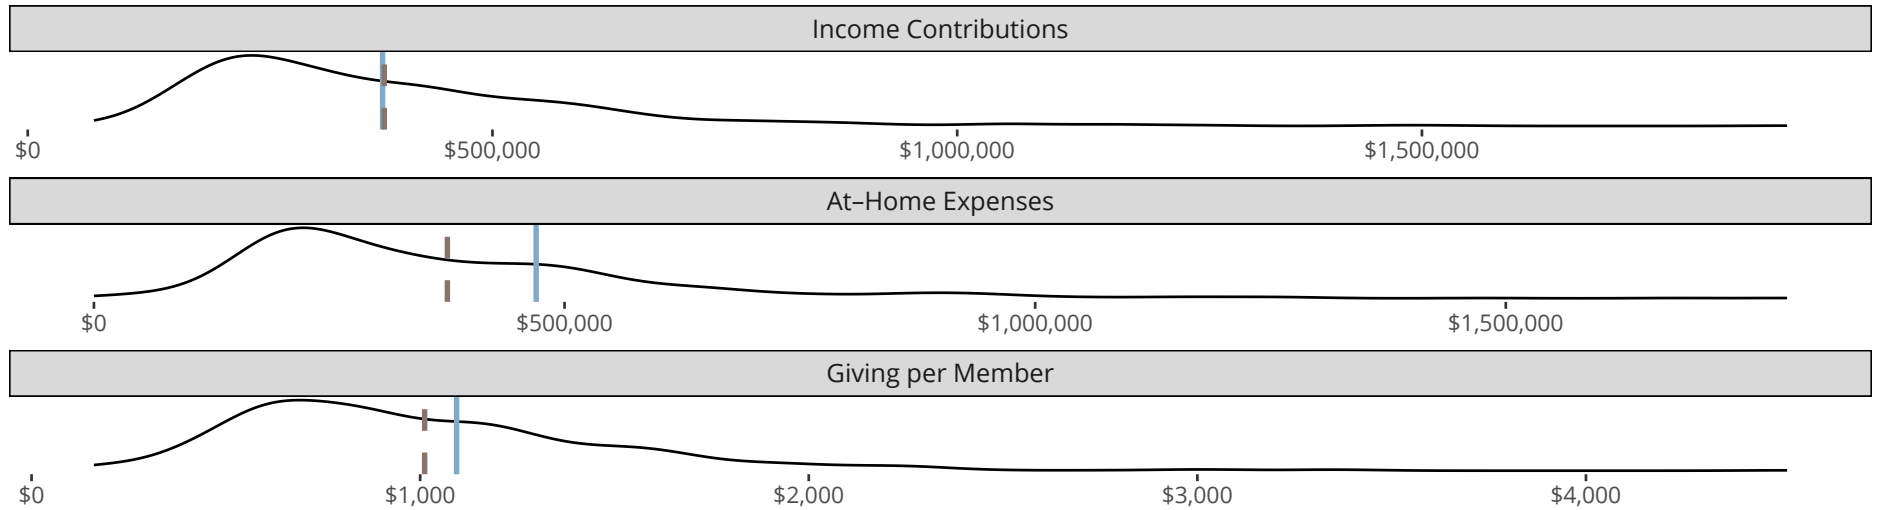 Income Contributions
$0 $500,000 $1,000,000 $1,500,000
At–Home Expenses
$0 $500,000 $1,000,000 $1,500,000
Giving per Member
$0 $1,000 $2,000 $3,000 $4,000